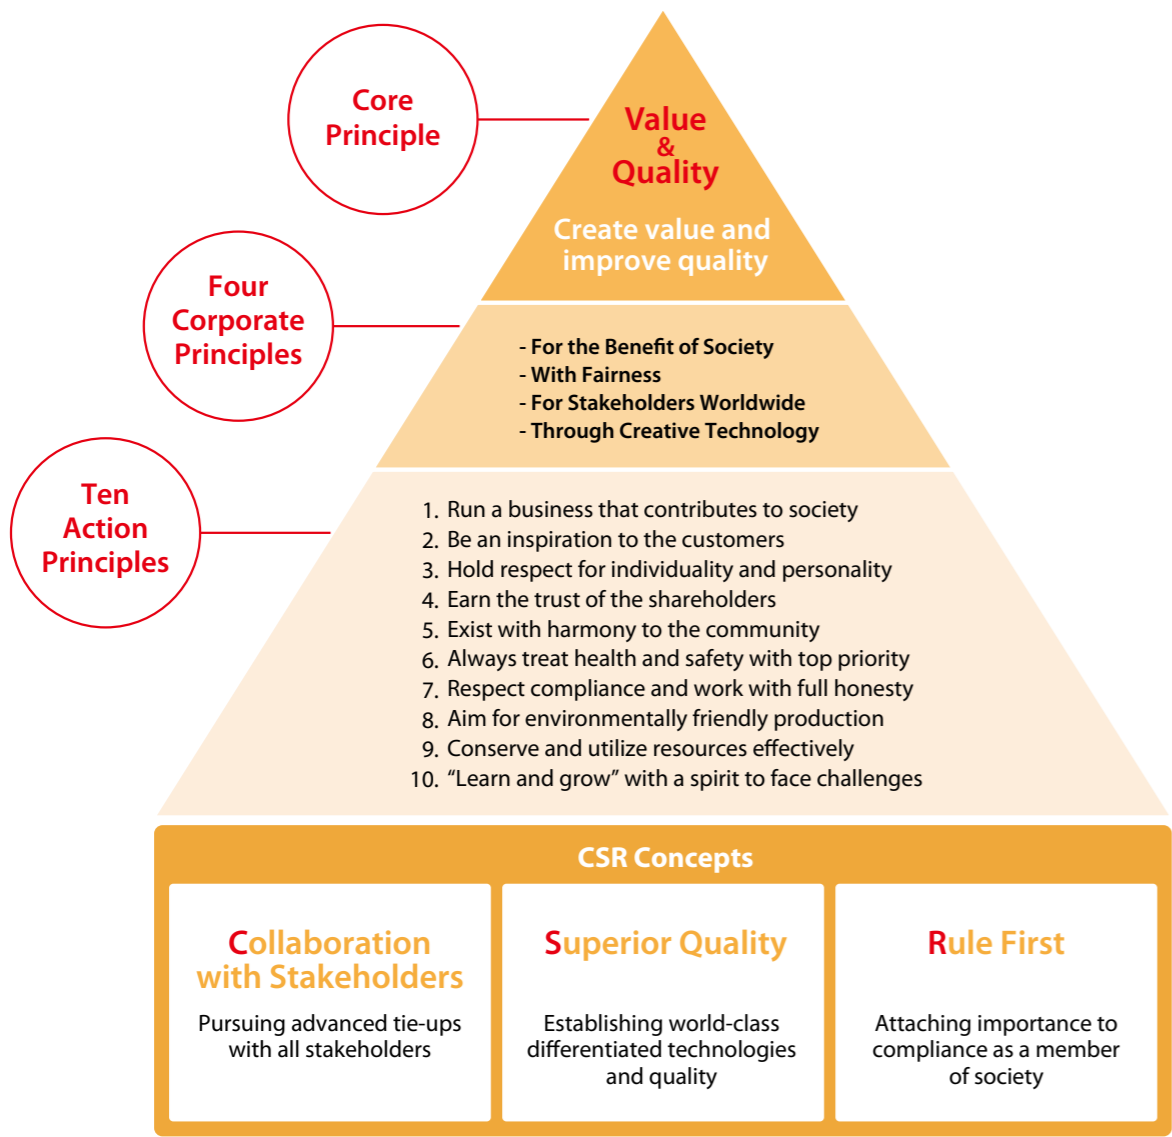 Core
Principle
Value
&
Quality
Create value and
improve quality
Four
Corporate
Principles
- For the Benefit of Society
- With Fairness
- For Stakeholders Worldwide
- Through Creative Technology
Ten
Action
Principles
1. Run a business that contributes to society
2. Be an inspiration to the customers
3. Hold respect for individuality and personality
4. Earn the trust of the shareholders
5. Exist with harmony to the community
6. Always treat health and safety with top priority
7. Respect compliance and work with full honesty
8. Aim for environmentally friendly production
9. Conserve and utilize resources effectively
10. “Learn and grow” with a spirit to face challenges
CSR Concepts
Collaboration
with Stakeholders
Pursuing advanced tie-ups
with all stakeholders
Superior Quality
Establishing world-class
differentiated technologies
and quality
Rule First
Attaching importance to
compliance as a member
of society